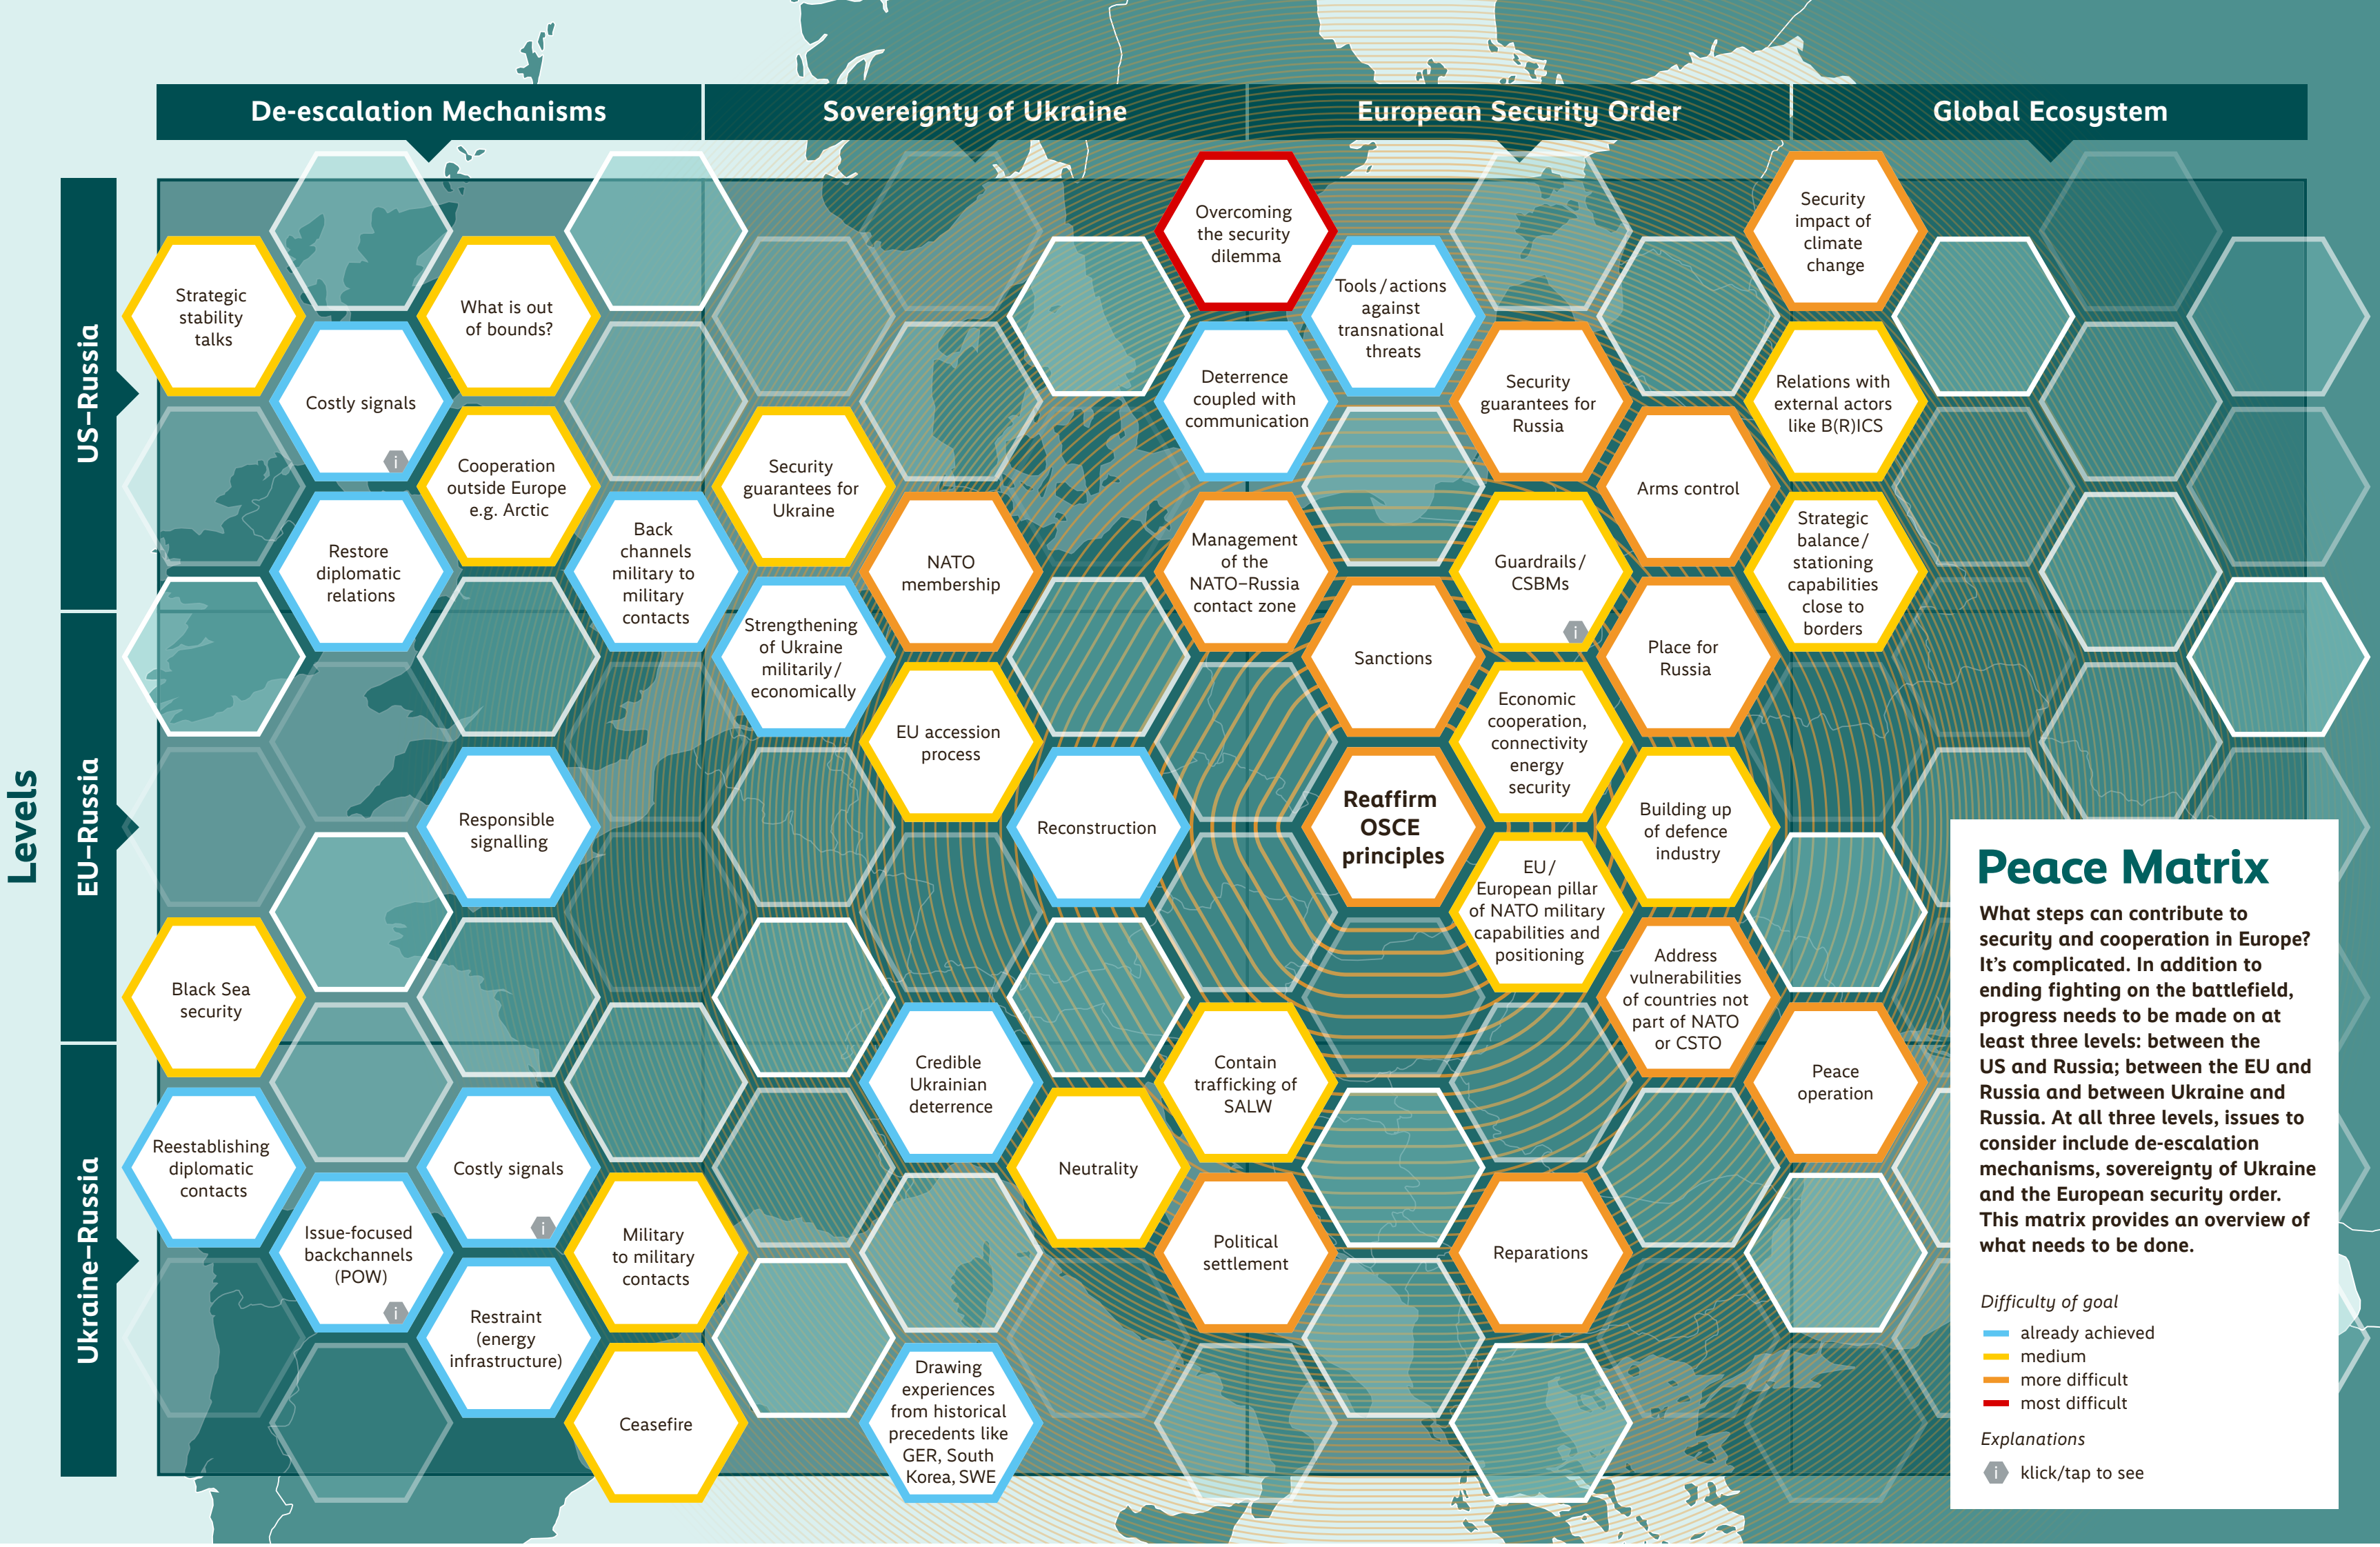 De-escalation Mechanisms
Sovereignty of Ukraine
European Security Order
Global Ecosystem
Levels
US–Russia
EU–Russia
Ukraine–Russia
Overcoming
the security
dilemma
Security
impact of
climate
change
Strategic
stability
talks
What is out
of bounds?
Tools/actions
against
transnational
threats
Costly signals
i
Deterrence
coupled with
communication
Security
guarantees for
Russia
Relations with
external actors
like B(R)ICS
Cooperation
outside Europe
e.g. Arctic
Security
guarantees for
Ukraine
Arms control
Restore
diplomatic
relations
Back
channels
military to
military
contacts
NATO
membership
Management
of the
NATO–Russia
contact zone
Guardrails/
CSBMs
i
Strategic
balance/
stationing
capabilities
close to
borders
Strengthening
of Ukraine
militarily/
economically
Sanctions
Place for
Russia
EU accession
process
Economic
cooperation,
connectivity
energy
security
Responsible
signalling
Reconstruction
Reaffirm
OSCE
principles
Building up
of defence
industry
EU/
European pillar
of NATO military
capabilities and
positioning
Black Sea
security
Address
vulnerabilities
of countries not
part of NATO
or CSTO
Credible
Ukrainian
deterrence
Contain
trafficking of
SALW
Peace
operation
Reestablishing
diplomatic
contacts
Costly signals
i
Neutrality
Issue-focused
backchannels
(POW)
i
Military
to military
contacts
Political
settlement
Reparations
Restraint
(energy
infrastructure)
Ceasefire
Drawing
experiences
from historical
precedents like
GER, South
Korea, SWE
Peace Matrix
What steps can contribute to
security and cooperation in Europe?
It's complicated. In addition to
ending fighting on the battlefield,
progress needs to be made on at
least three levels: between the
US and Russia; between the EU and
Russia and between Ukraine and
Russia. At all three levels, issues to
consider include de-escalation
mechanisms, sovereignty of Ukraine
and the European security order.
This matrix provides an overview of
what needs to be done.
Difficulty of goal
already achieved
medium
more difficult
most difficult
Explanations
i klick/tap to see